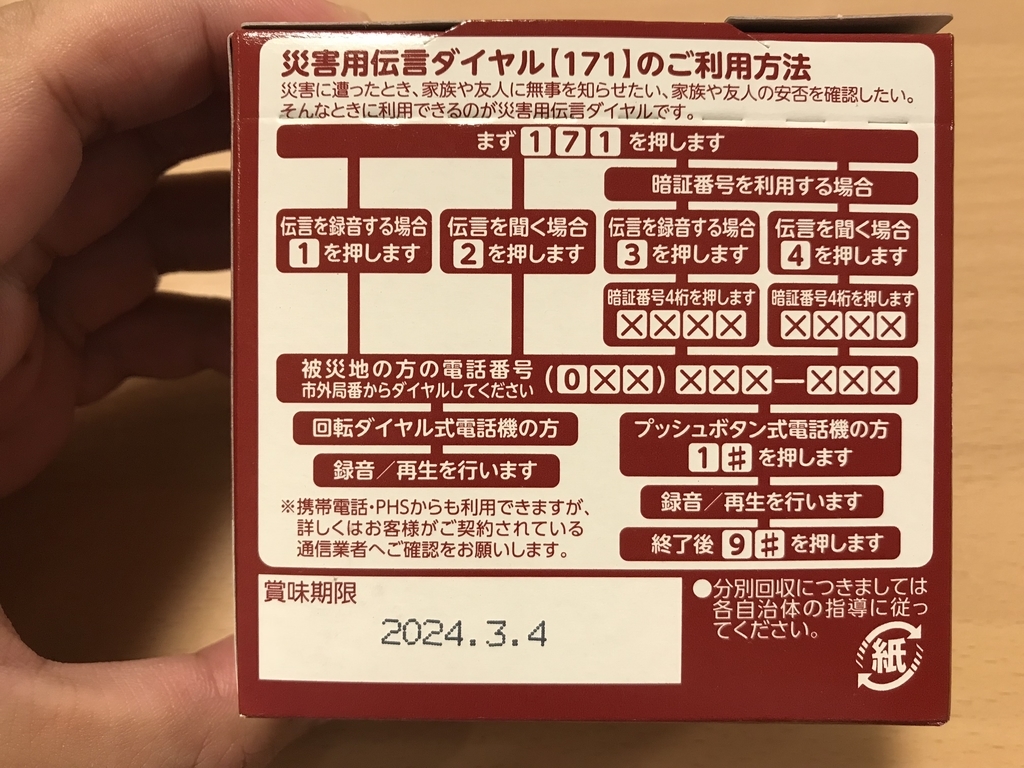 災害用伝言ダイヤル【171】のご利用方法
災害に遭ったとき、家族や友人に無事を知らせたい、家族や友人の安否を確認したい。
そんなときに利用できるのが災害用伝言ダイヤルです。
まず171を押します
暗証番号を利用する場合
伝言を録音する場合
1を押します
伝言を聞く場合
2を押します
伝言を録音する場合
3を押します
伝言を聞く場合
4を押します
暗証番号4桁を押します
××××
暗証番号4桁を押します
××××
被災地の方の電話番号
市外局番からダイヤルしてください
(0××)×××—×××
回転ダイヤル式電話機の方
録音/再生を行います
プッシュボタン式電話機の方
1#を押します
録音/再生を行います
終了後9#を押します
※携帯電話・PHSからも利用できますが、
詳しくはお客様がご契約されている
通信業者へご確認をお願いします。
賞味期限
2024.3.4
●分別回収につきましては
各自治体の指導に従っ
てください。
紙